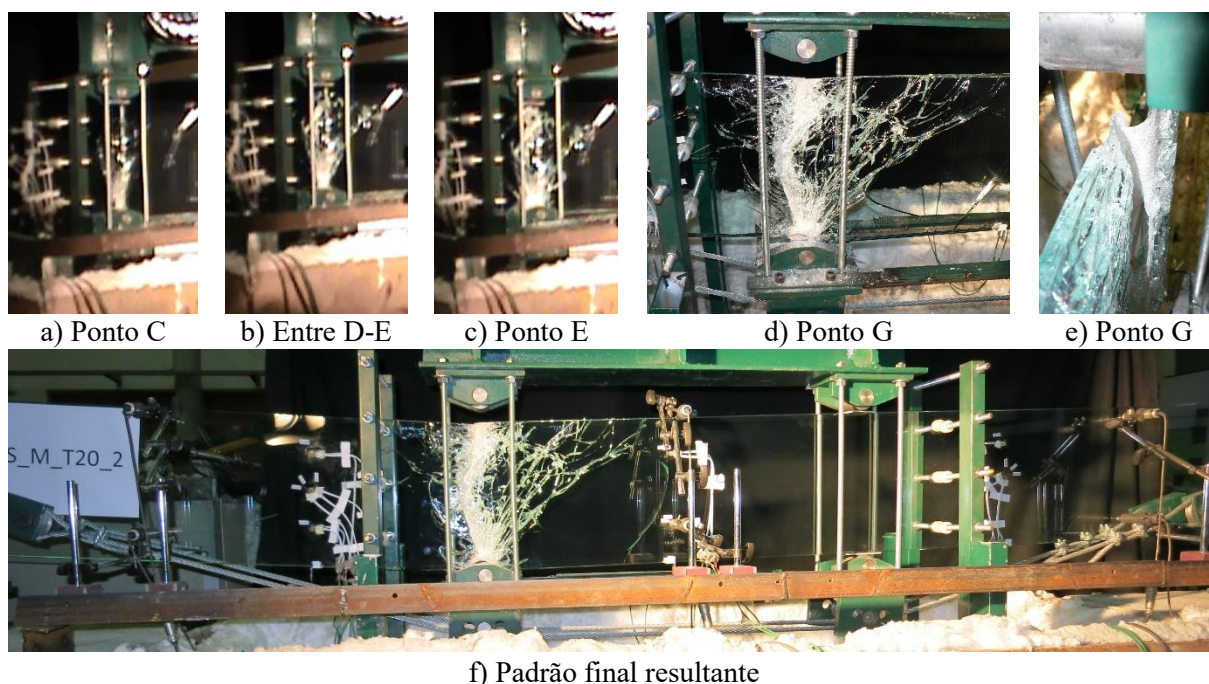 a) Ponto C
b) Entre D-E
c) Ponto E
d) Ponto G
e) Ponto G
S_M_T20_2
f) Padrão final resultante